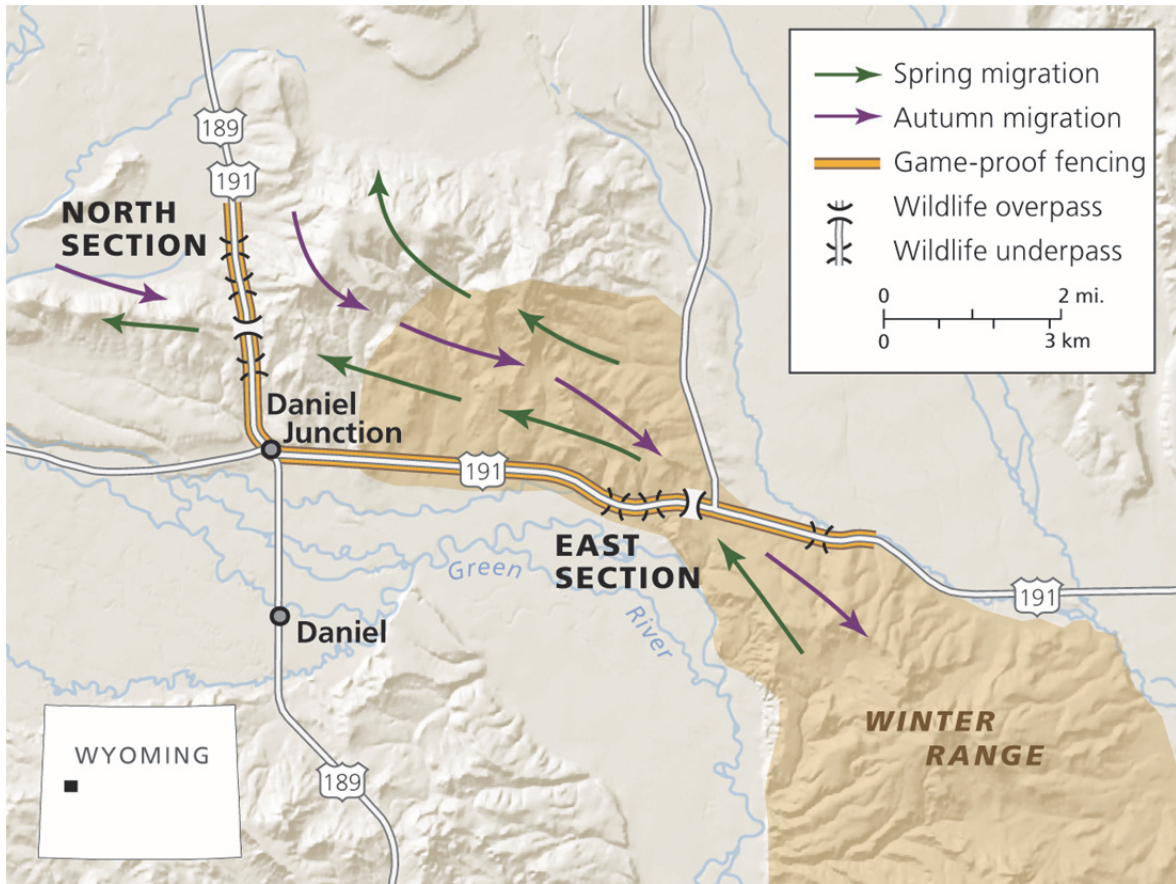 189
191
NORTH
SECTION
Daniel
Junction
191
EAST
SECTION
Green
River
Daniel
191
WINTER
RANGE
189
WYOMING
Spring migration
Autumn migration
Game-proof fencing
Wildlife overpass
Wildlife underpass
0 2 mi.
0 3 km